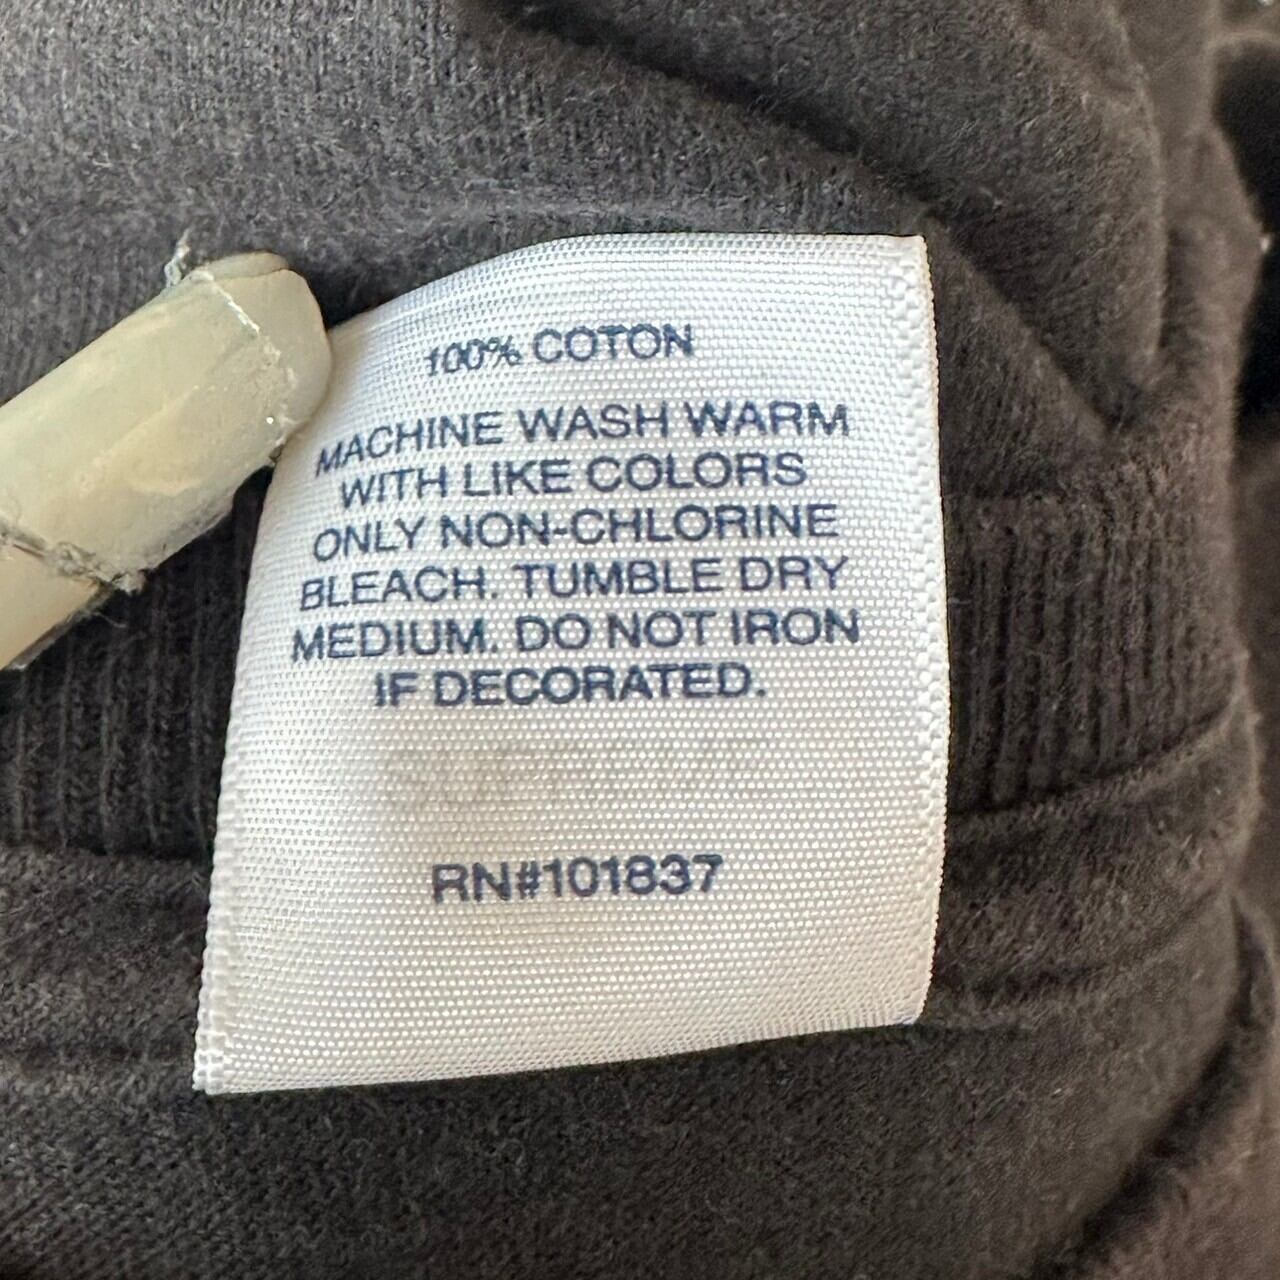 100% COTON
MACHINE WASH WARM
WITH LIKE COLORS
ONLY NON-CHLORINE
BLEACH. TUMBLE DRY
MEDIUM. DO NOT IRON
IF DECORATED.
RN#101837